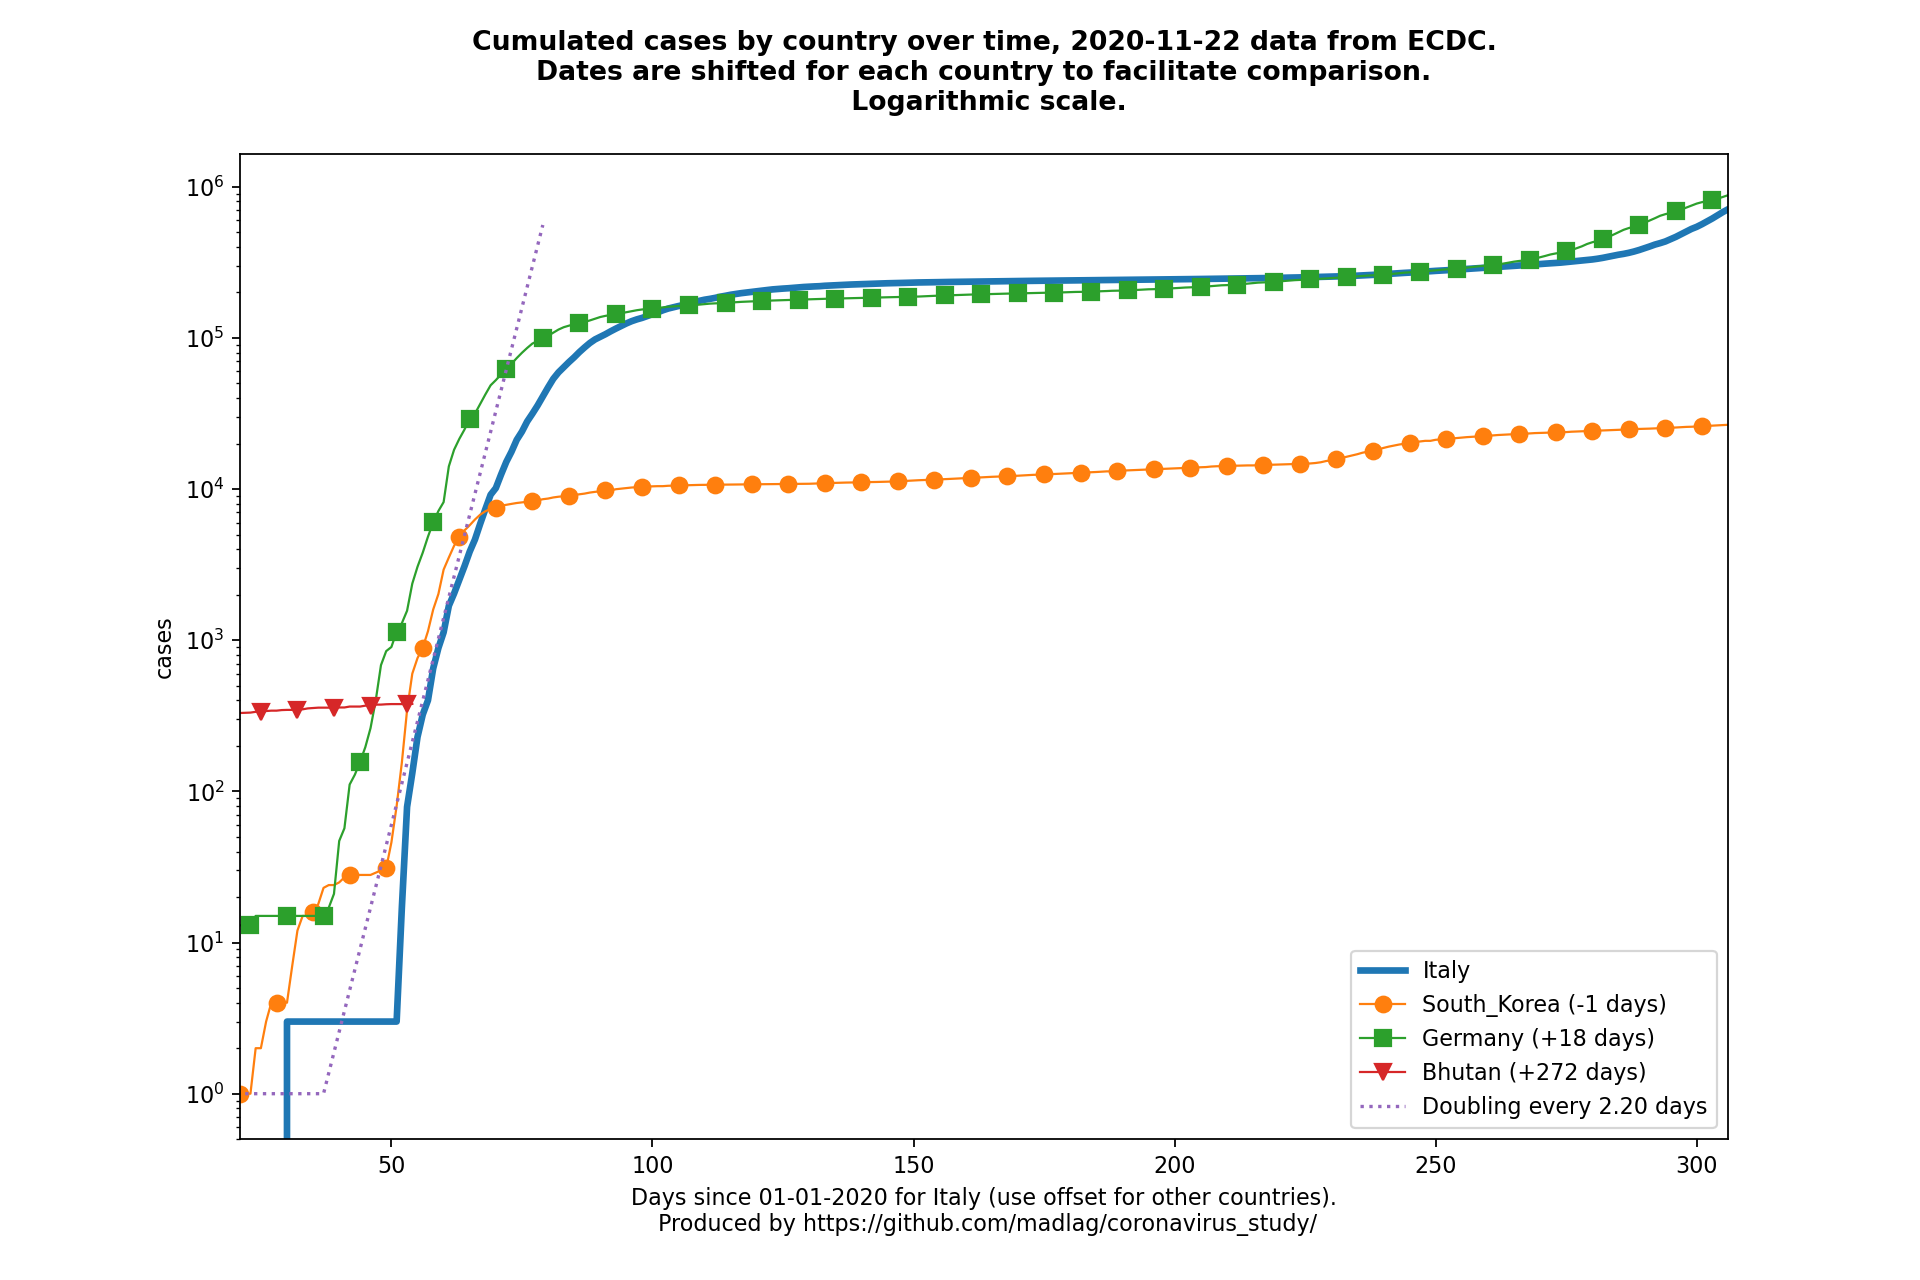 Cumulated cases by country over time, 2020-11-22 data from ECDC.
Dates are shifted for each country to facilitate comparison.
Logarithmic scale.
10^6
10^5
10^4
10^3
10^2
10^1
10^0
cases
Italy
South_Korea (-1 days)
Germany (+18 days)
Bhutan (+272 days)
Doubling every 2.20 days
50
100
150
200
250
300
Days since 01-01-2020 for Italy (use offset for other countries).
Produced by https://github.com/madlag/coronavirus_study/